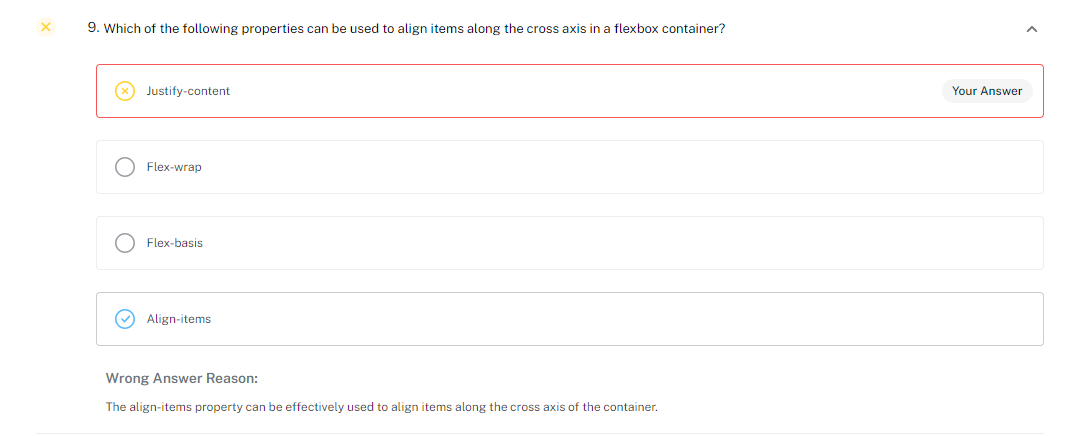 9. Which of the following properties can be used to align items along the cross axis in a flexbox container?
Justify-content
Your Answer
Flex-wrap
Flex-basis
Align-items
Wrong Answer Reason:
The align-items property can be effectively used to align items along the cross axis of the container.